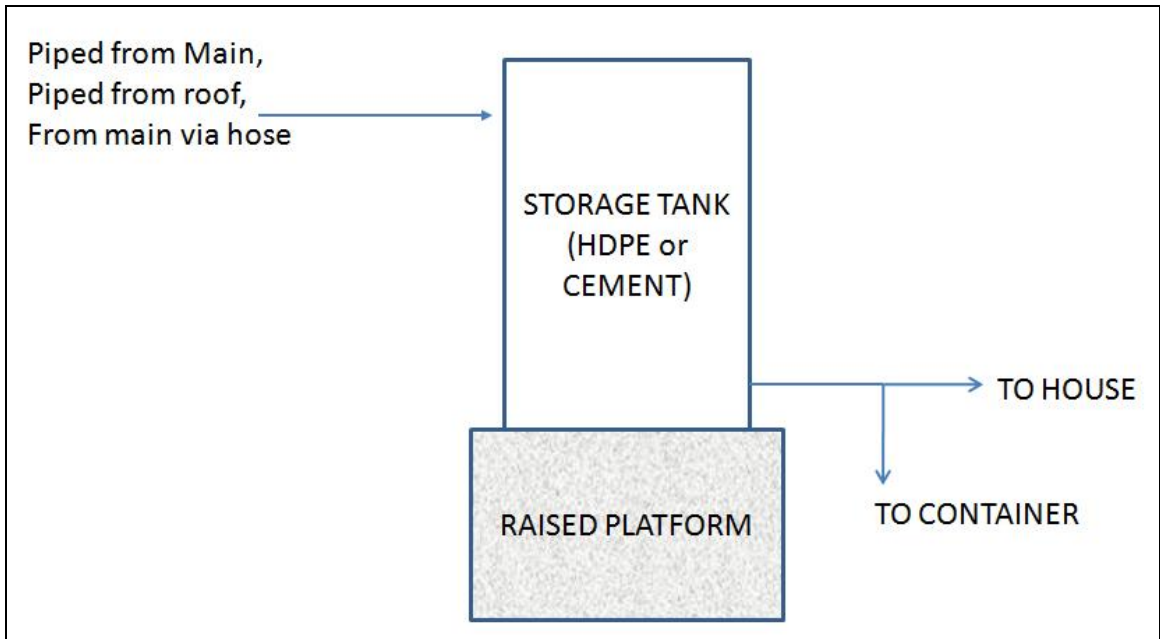 Piped from Main,
Piped from roof,
From main via hose
STORAGE TANK
(HDPE or
CEMENT)
TO HOUSE
TO CONTAINER
RAISED PLATFORM